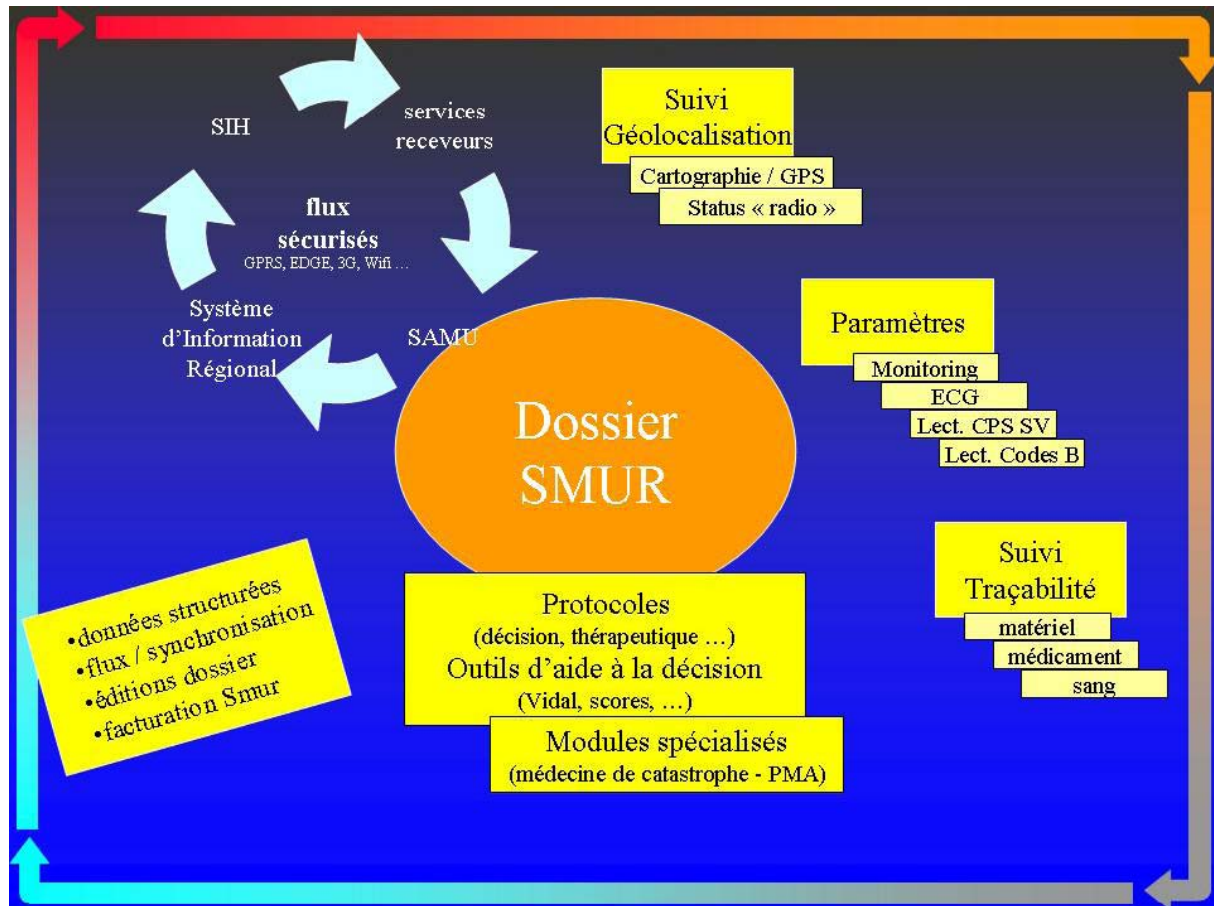 SIH
services
receveurs
flux
sécurisés
GPRS, EDGE, 3G, Wifi …
Système
d’Information
Régional
SAMU
Suivi
Géolocalisation
Cartographie / GPS
Status « radio »
Paramètres
Monitoring
ECG
Lect. CPS SV
Lect. Codes B
Dossier
SMUR
Suivi
Traçabilité
matériel
médicament
sang
•données structurées
•flux / synchronisation
•éditions dossier
•facturation Smur
Protocoles
(décision, thérapeutique …)
Outils d’aide à la décision
(Vidal, scores, …)
Modules spécialisés
(médecine de catastrophe - PMA)